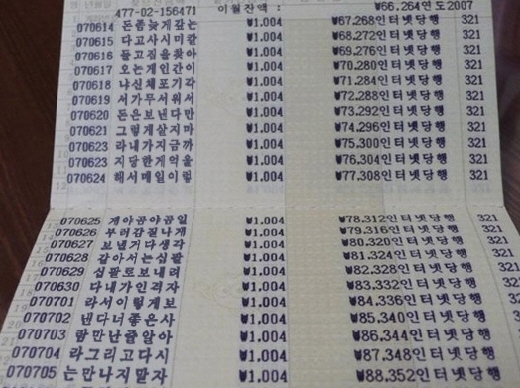 477-02-156471 이월잔액 : ₩66,264연도2007
070614 돈좀늦게갚는 ₩1,004 ₩67,268인터넷당행 321
070615 다고사시미칼 ₩1,004 ₩68,272인터넷당행 321
070616 들고집을찾아 ₩1,004 ₩69,276인터넷당행 321
070617 오는게인간이 ₩1,004 ₩70,280인터넷당행 321
070618 냐신체포기각 ₩1,004 ₩71,284인터넷당행 321
070619 서가무서워서 ₩1,004 ₩72,288인터넷당행 321
070620 돈은보낸다만 ₩1,004 ₩73,292인터넷당행 321
070621 그렇게살지마 ₩1,004 ₩74,296인터넷당행 321
070623 라내가지금까 ₩1,004 ₩75,300인터넷당행 321
070623 지당한게억울 ₩1,004 ₩76,304인터넷당행 321
070624 해서메일이렇 ₩1,004 ₩77,308인터넷당행 321
070625 게야곰야곰일 ₩1,004 ₩78,312인터넷당행 321
070626 부러감질나게 ₩1,004 ₩79,316인터넷당행 321
070627 보낼거다생각 ₩1,004 ₩80,320인터넷당행 321
070628 같아서는십팔 ₩1,004 ₩81,324인터넷당행 321
070629 십팔로보내려 ₩1,004 ₩82,328인터넷당행 321
070630 다내가인격자 ₩1,004 ₩83,332인터넷당행 321
070701 라서이렇게보 ₩1,004 ₩84,336인터넷당행 321
070702 낸다너좋은사 ₩1,004 ₩85,340인터넷당행 321
070703 람만난줄알아 ₩1,004 ₩86,344인터넷당행 321
070704 라그리고다시 ₩1,004 ₩87,348인터넷당행 321
070705 는만나지말자 ₩1,004 ₩88,352인터넷당행 321